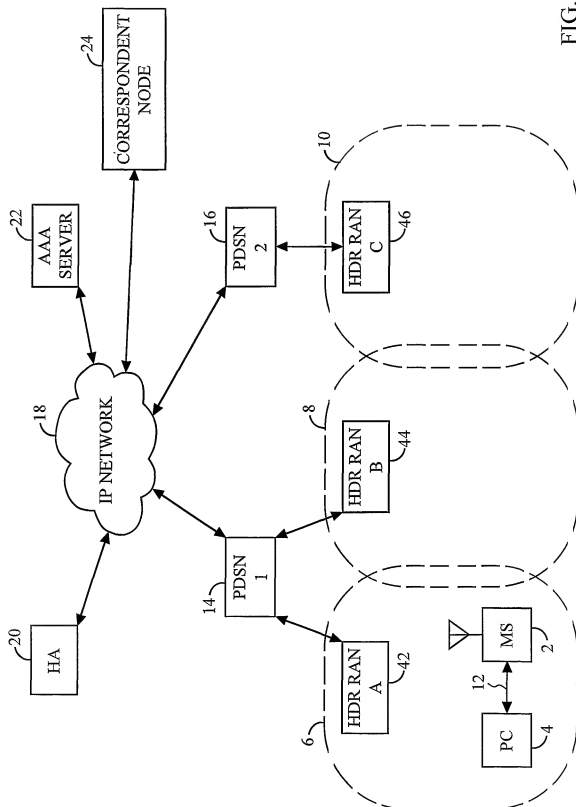 24
CORRESPONDENT
NODE
22
AAA
SERVER
18
IP NETWORK
20
HA
16
PDSN
2
14
PDSN
1
10
HDR RAN
C
46
8
HDR RAN
B
44
6
HDR RAN
A
42
12
MS
2
PC
4
FIG.